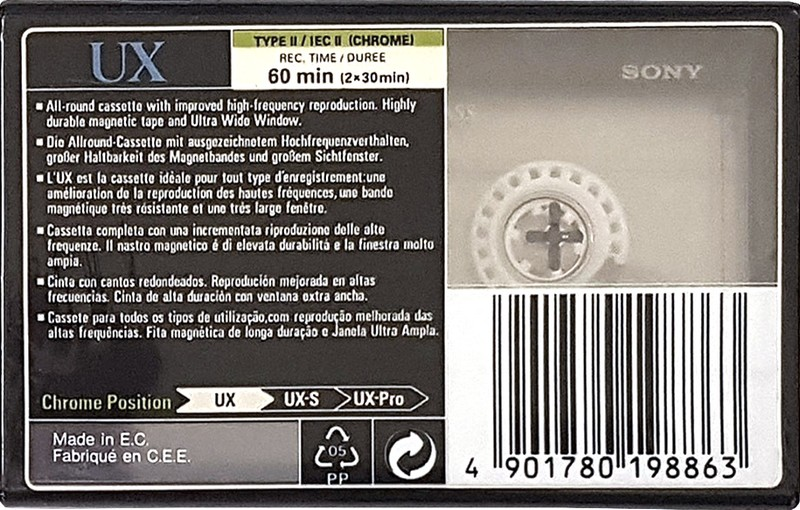 UX
TYPE II / IEC II (CHROME)
REC. TIME / DUREE
60 min (2×30min)
SONY
▪ All-round cassette with improved high-frequency reproduction. Highly
durable magnetic tape and Ultra Wide Window.
▪ Die Allround-Cassette mit ausgezeichnetem Hochfrequenzverthalten,
großer Haltbarkeit des Magnetbandes und großem Sichtfenster.
▪ L'UX est la cassette idéale pour tout type d'enregistrement:une
amélioration de la reproduction des hautes fréquences, une bande
magnétique très résistante et une très large fenêtre.
▪ Cassetta completa con una incrementata riproduzione delle alte
frequenze. Il nastro magnetico é di elevata durabilitá e la finestra molto
ampia.
▪ Cinta con cantos redondeados. Reproducción mejorada en altas
frecuencias. Cinta de alta duración con ventana extra ancha.
▪ Cassete para todos os tipos de utilização,com reprodução melhorada das
altas frequências. Fita magnética de longa duração e Janela Ultra Ampla.
Chrome Position UX UX-S UX-Pro
Made in E.C.
Fabriqué en C.E.E.
05
PP
4 901780 198863